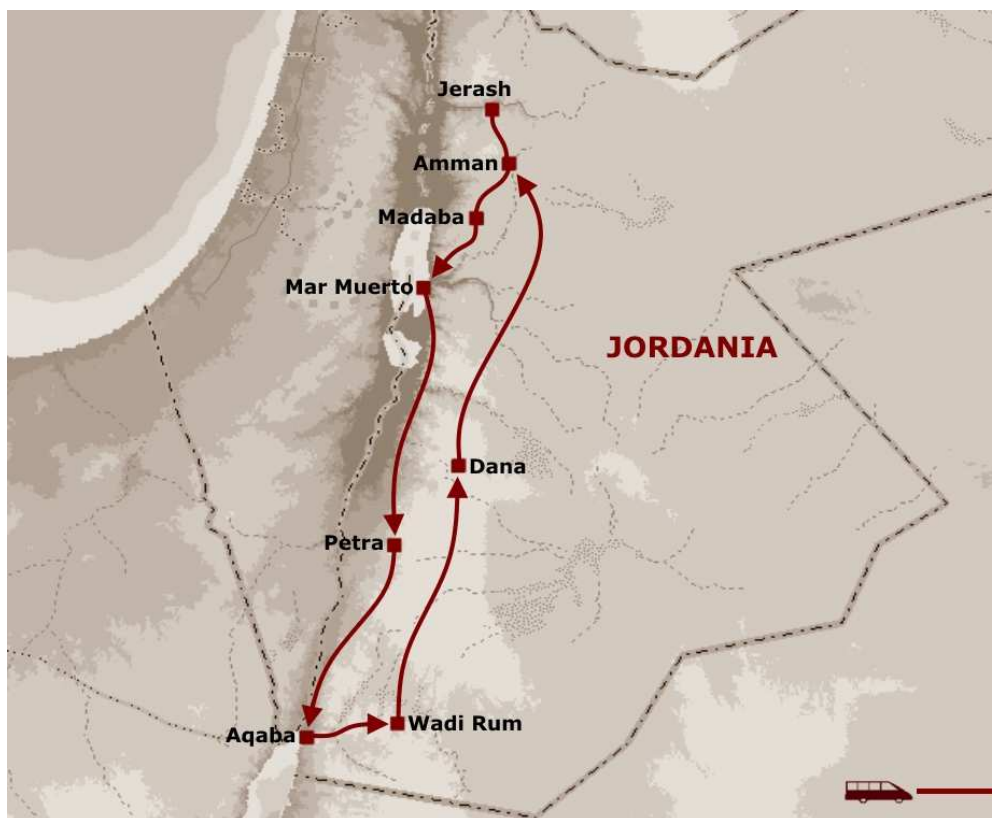 Jerash
Amman
Madaba
Mar Muerto
JORDANIA
Dana
Petra
Wadi Rum
Aqaba